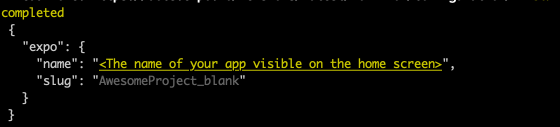 completed
{
"expo": {
"name": "<The name of your app visible on the home screen>",
"slug": "AwesomeProject_blank"
}
}